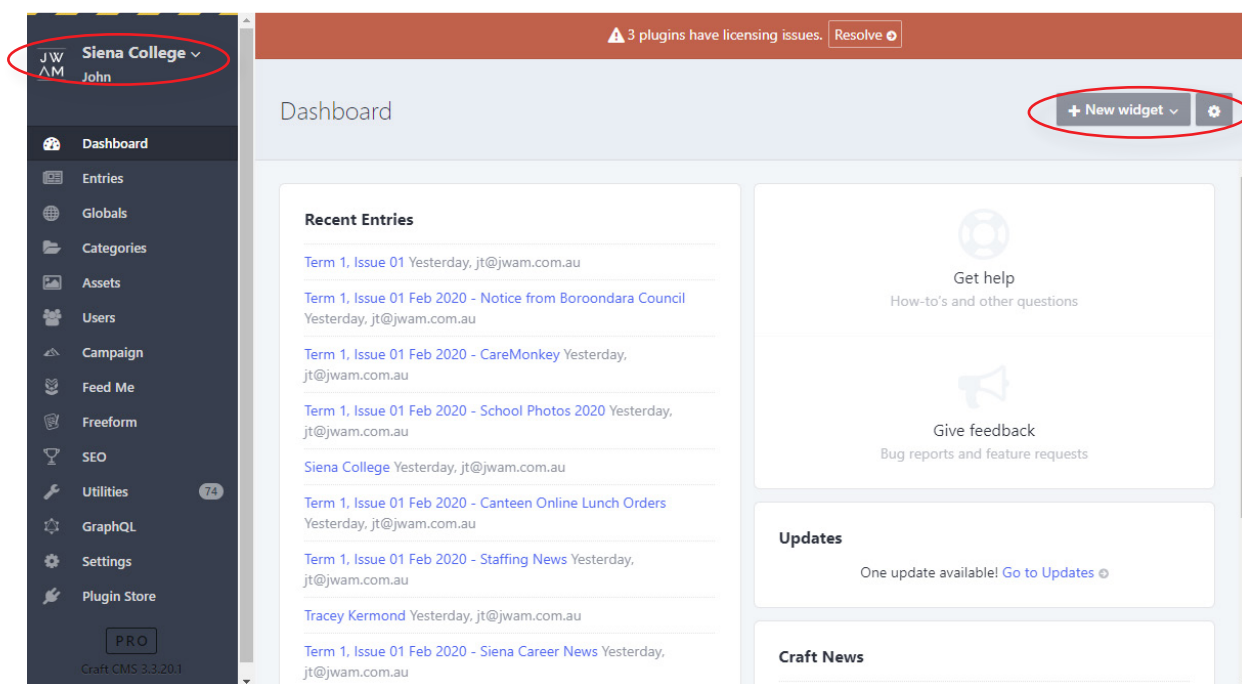 JW
AM
Siena College
John
Dashboard
Entries
Globals
Categories
Assets
Users
Campaign
Feed Me
Freeform
SEO
Utilities 74
GraphQL
Settings
Plugin Store
PRO
Craft CMS 3.3.20.1
3 plugins have licensing issues. Resolve
Dashboard
+ New widget
Recent Entries
Term 1, Issue 01 Yesterday, jt@jwam.com.au
Term 1, Issue 01 Feb 2020 - Notice from Boroondara Council
Yesterday, jt@jwam.com.au
Term 1, Issue 01 Feb 2020 - CareMonkey Yesterday,
jt@jwam.com.au
Term 1, Issue 01 Feb 2020 - School Photos 2020 Yesterday,
jt@jwam.com.au
Siena College Yesterday, jt@jwam.com.au
Term 1, Issue 01 Feb 2020 - Canteen Online Lunch Orders
Yesterday, jt@jwam.com.au
Term 1, Issue 01 Feb 2020 - Staffing News Yesterday,
jt@jwam.com.au
Tracey Kermond Yesterday, jt@jwam.com.au
Term 1, Issue 01 Feb 2020 - Siena Career News Yesterday,
jt@jwam.com.au
Get help
How-to's and other questions
Give feedback
Bug reports and feature requests
Updates
One update available! Go to Updates
Craft News